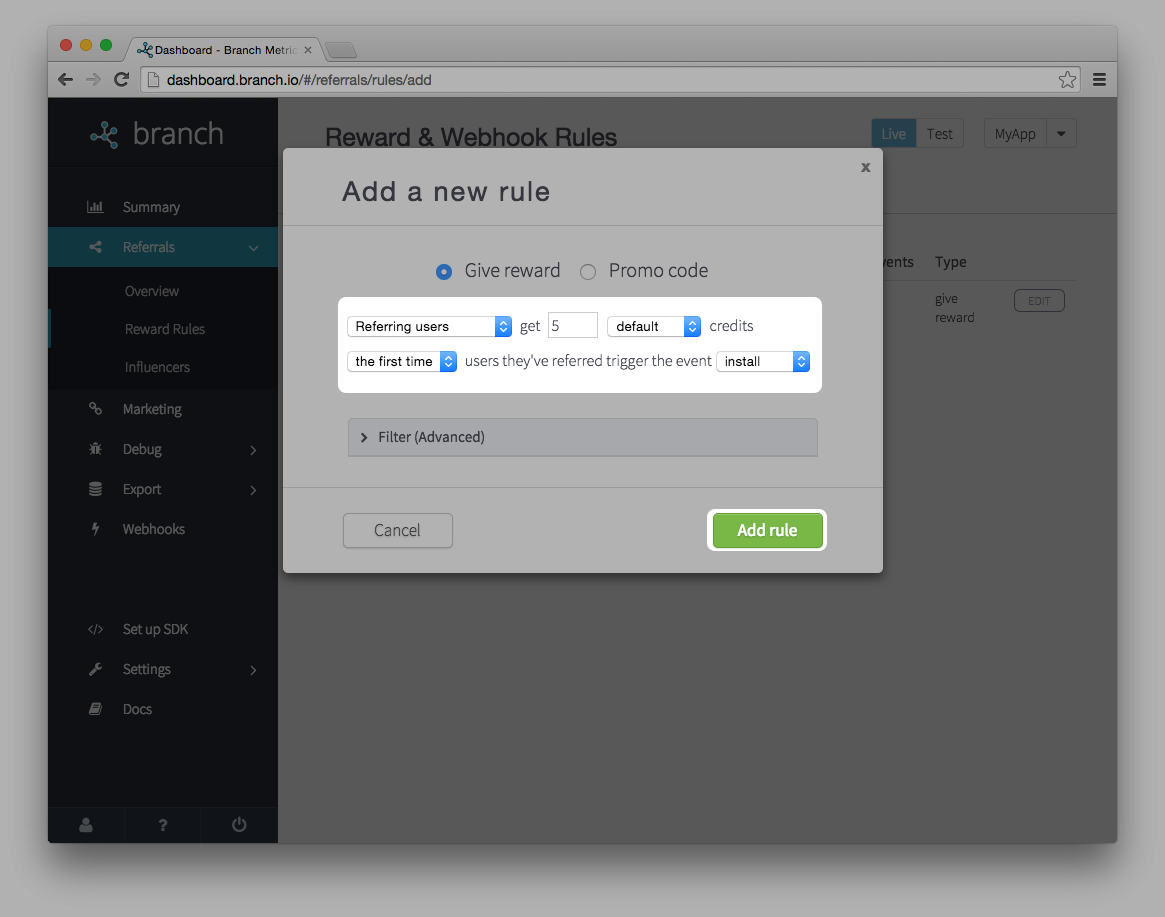 Dashboard - Branch Metric
dashboard.branch.io/#/referrals/rules/add
branch
Summary
Referrals
Overview
Reward Rules
Influencers
Marketing
Debug
Export
Webhooks
Set up SDK
Settings
Docs
?
Reward & Webhook Rules
Live Test MyApp
Type
give
reward
EDIT
Add a new rule
x
Give reward Promo code
Referring users get 5 default credits
the first time users they've referred trigger the event install
Filter (Advanced)
Cancel Add rule